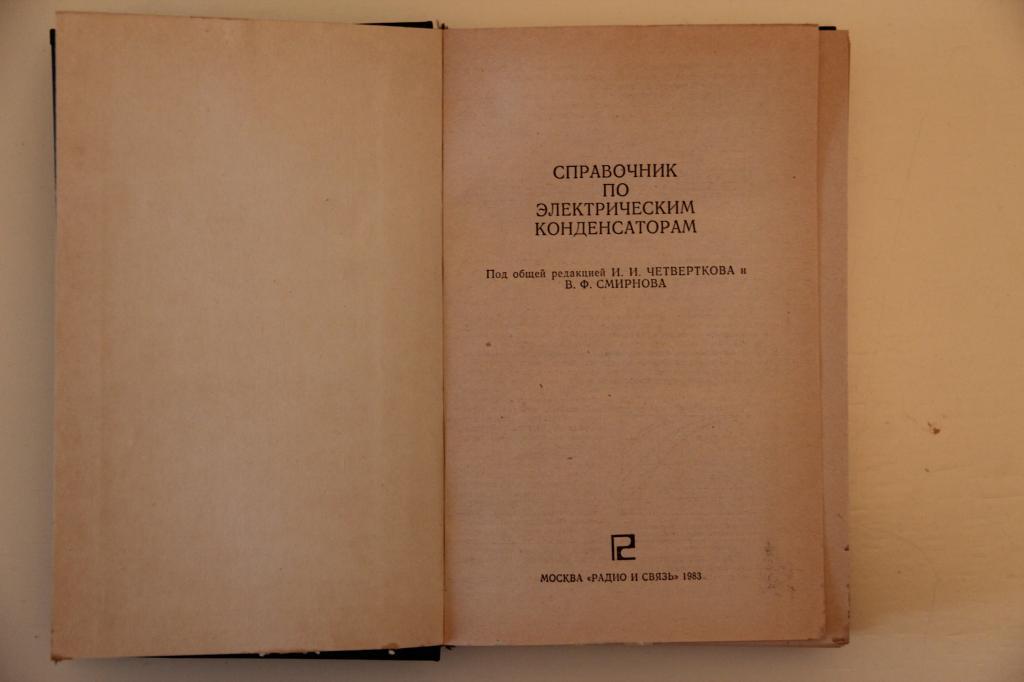 СПРАВОЧНИК
ПО
ЭЛЕКТРИЧЕСКИМ
КОНДЕНСАТОРАМ
Под общей редакцией И. И. ЧЕТВЕРТКОВА и
В. Ф. СМИРНОВА
МОСКВА «РАДИО И СВЯЗЬ» 1983